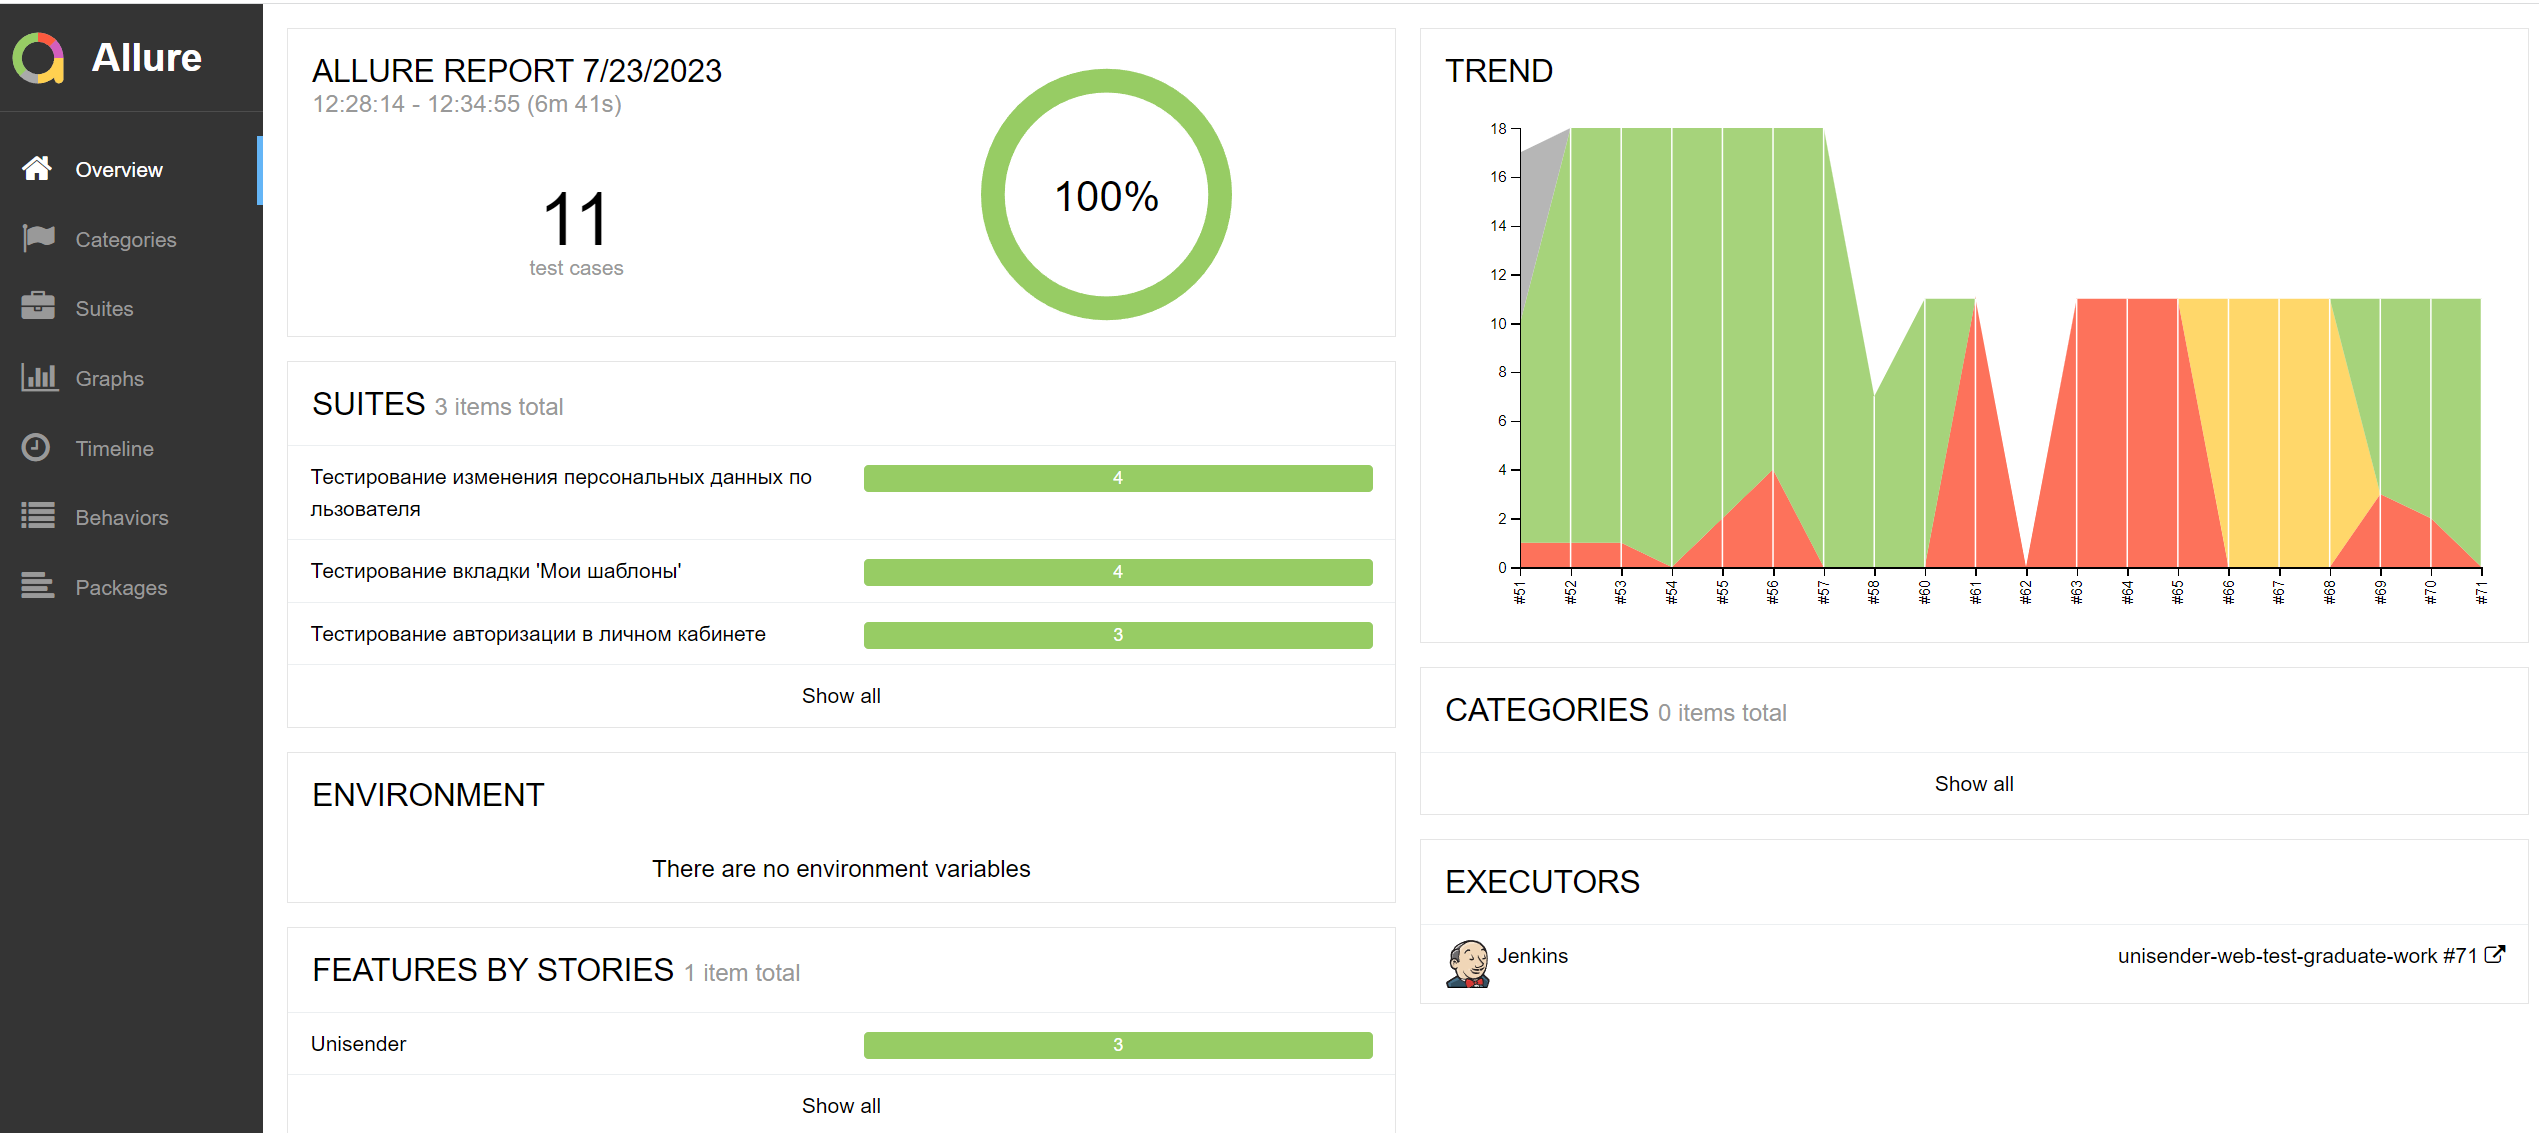 Allure
Overview
Categories
Suites
Graphs
Timeline
Behaviors
Packages
ALLURE REPORT 7/23/2023
12:28:14 - 12:34:55 (6m 41s)
11
test cases
100%
SUITES 3 items total
Тестирование изменения персональных данных по
льзователя
4
Тестирование вкладки 'Мои шаблоны'
4
Тестирование авторизации в личном кабинете
3
Show all
ENVIRONMENT
There are no environment variables
FEATURES BY STORIES 1 item total
Unisender
3
Show all
TREND
18
16
14
12
10
8
6
4
2
0
#51
#52
#53
#54
#55
#56
#57
#58
#60
#61
#62
#63
#64
#65
#66
#67
#68
#69
#70
#71
CATEGORIES 0 items total
Show all
EXECUTORS
Jenkins
unisender-web-test-graduate-work #71